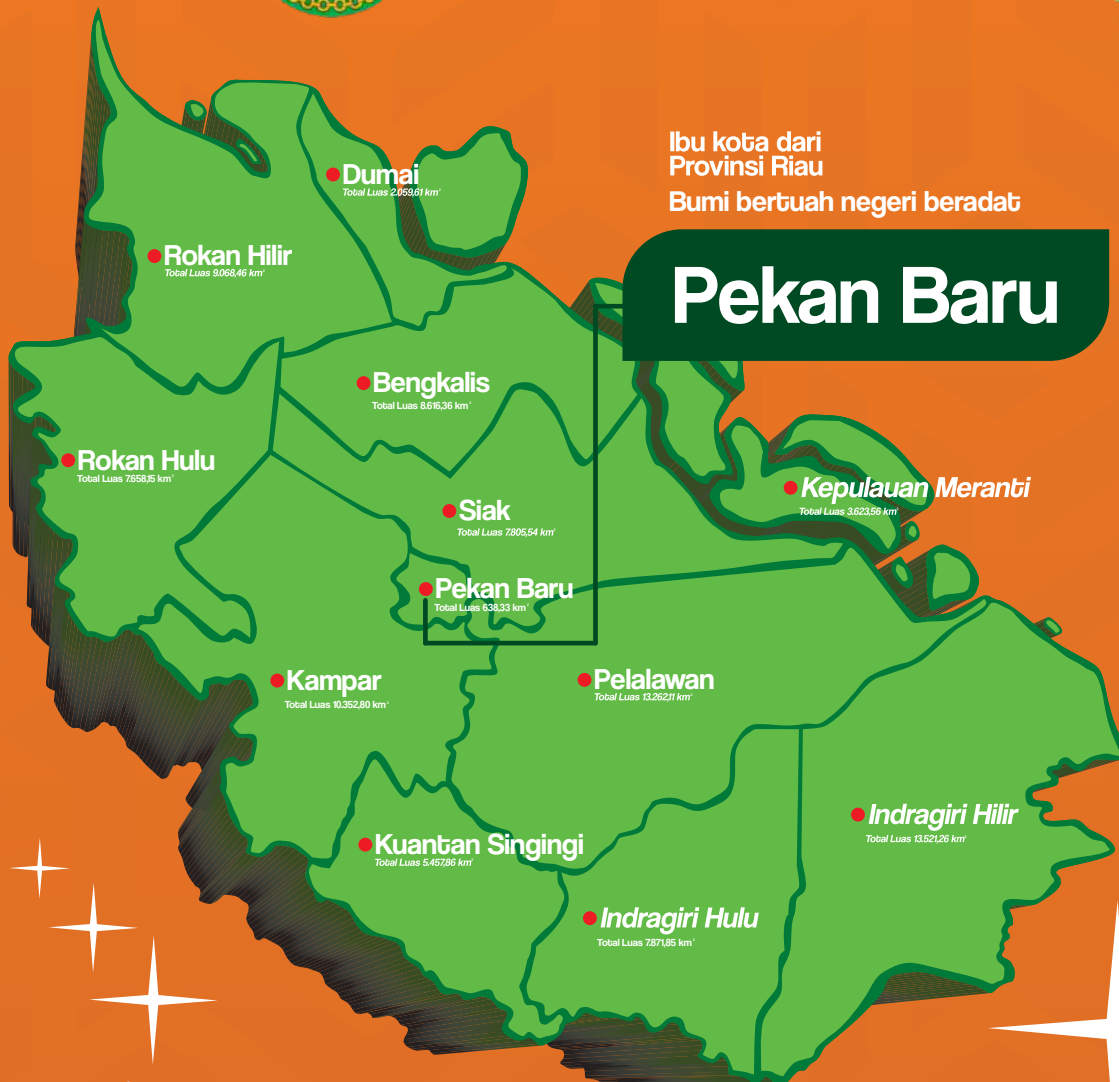 Ibu kota dari
Provinsi Riau
Bumi bertuah negeri beradat
Pekan Baru
Dumai
Total Luas 2.059,61 km²
Rokan Hilir
Total Luas 9.068,46 km²
Bengkalis
Total Luas 8.616,36 km²
Rokan Hulu
Total Luas 7.658,15 km²
Kepulauan Meranti
Total Luas 3.623,56 km²
Siak
Total Luas 7.805,54 km²
Pekan Baru
Total Luas 638,33 km²
Kampar
Total Luas 10.352,80 km²
Pelalawan
Total Luas 13.262,11 km²
Indragiri Hilir
Total Luas 13.521,26 km²
Kuantan Singingi
Total Luas 5.457,86 km²
Indragiri Hulu
Total Luas 7.871,85 km²